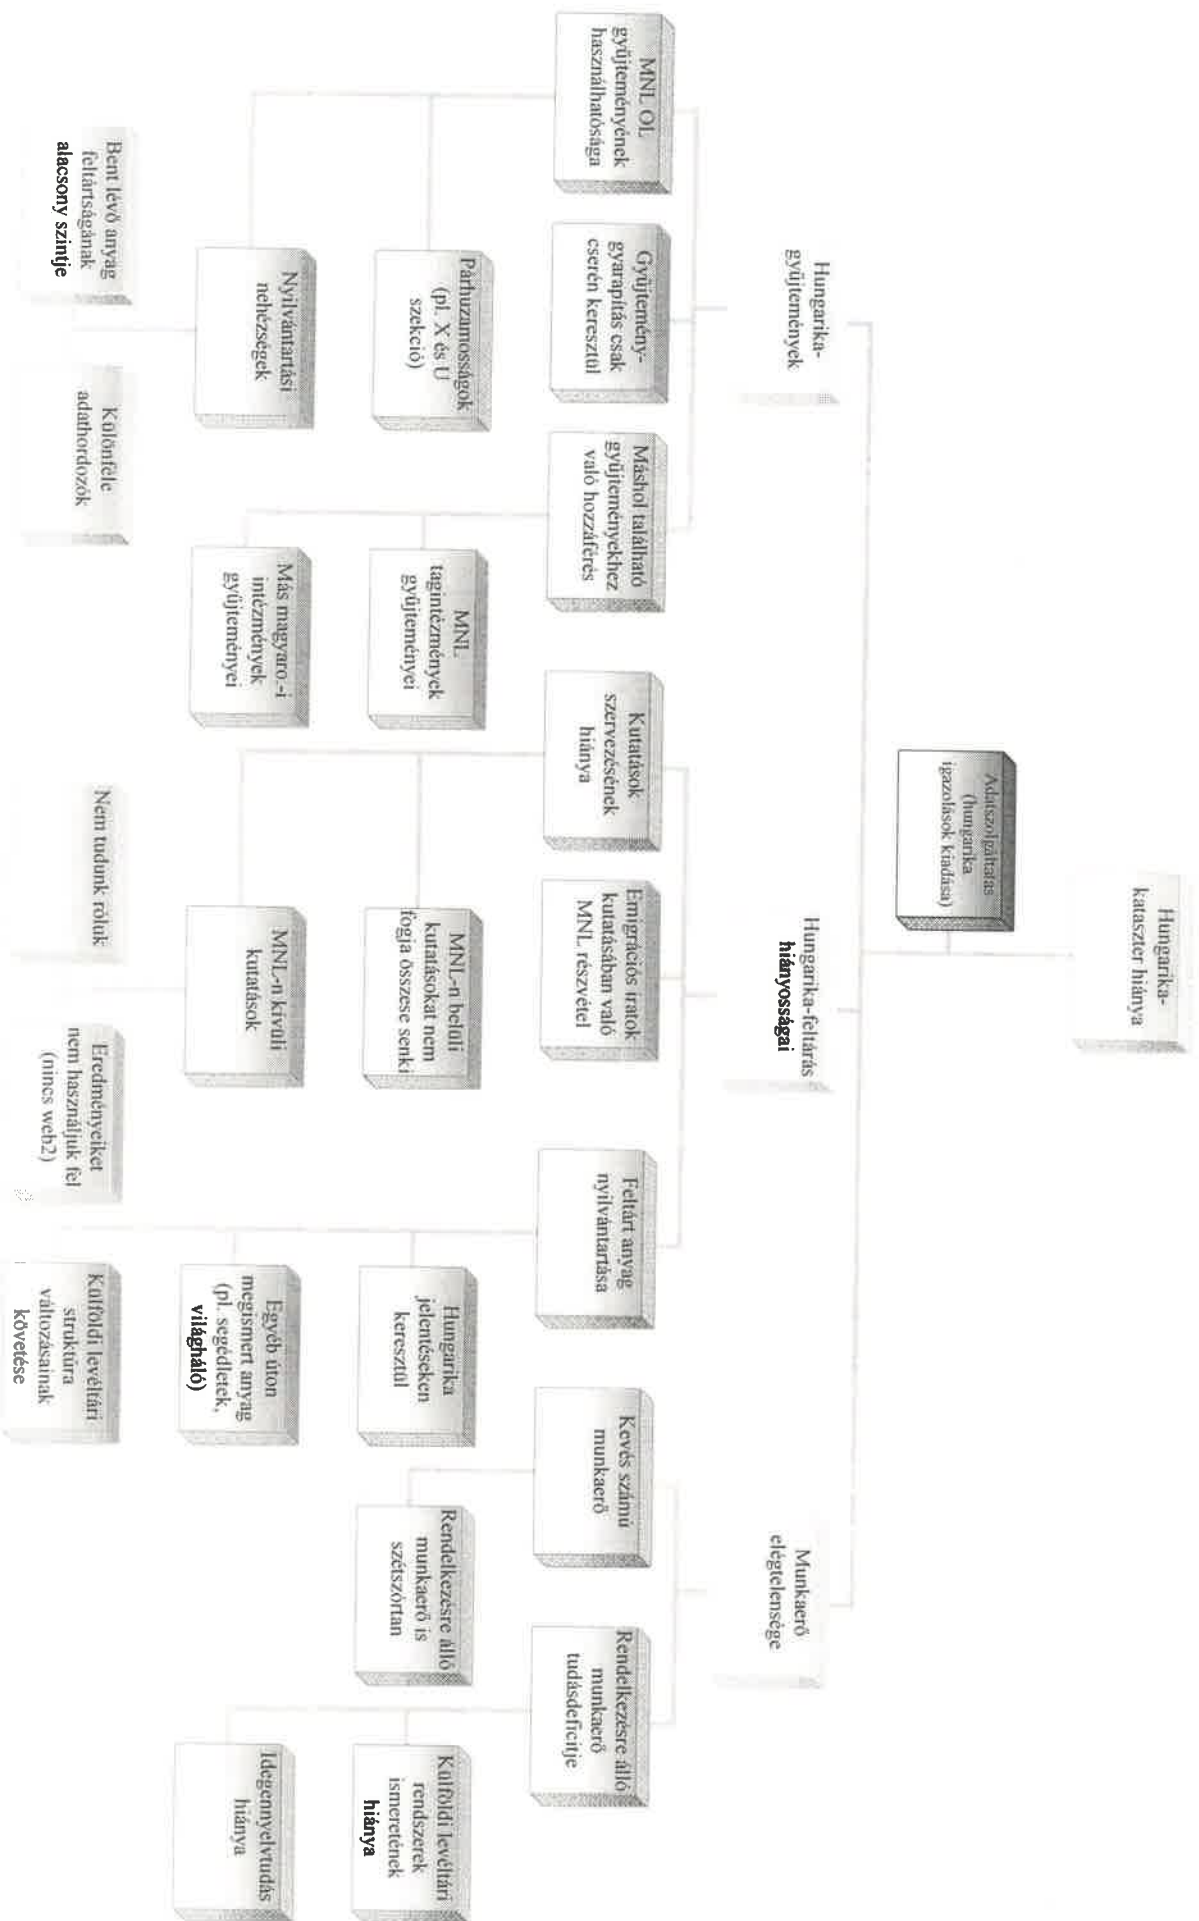 Hungarika-
kataszter hiánya
Adatszolgáltatás
(hungarika
igazolások kiadása)
Hungarika-
gyűjtemények
Hungarika-feltárás
hiányosságai
Munkaerő
elégtelensége
MNL OL
gyűjteményének
használhatósága
Gyűjtemény-
gyarapítás csak
cserén keresztül
Máshol található
gyűjteményekhez
való hozzáférés
Kutatások
szervezésének
hiánya
Emigrációs iratok
kutatásában való
MNL részvétel
Feltárt anyag
nyilvántartása
Kevés számú
munkaerő
Rendelkezésre álló
munkaerő
tudásdeficitje
Párhuzamosságok
(pl. X és U
szekció)
MNL
tagintézmények
gyűjteményei
MNL-n belüli
kutatásokat nem
fogja összese senki
Hungarika
jelentéseken
keresztül
Rendelkezésre álló
munkaerő is
szétszórtan
Külföldi levéltári
rendszerek
ismeretének
hiánya
Nyilvántartási
nehézségek
Más magyaro.-i
intézmények
gyűjteményei
MNL-n kívüli
kutatások
Egyéb úton
megismert anyag
(pl. segédletek,
világháló)
Idegennyelvtudás
hiánya
Bent lévő anyag
feltártságának
alacsony szintje
Különféle
adathordozók
Nem tudunk róluk
Eredményeiket
nem használjuk fel
(nincs web2)
Külföldi levéltári
struktúra
változásainak
követése